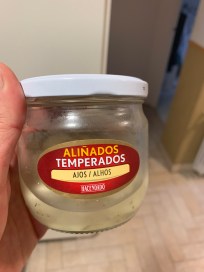 ALIÑADOS
TEMPERADOS
AJOS / ALHOS
HACENDADO